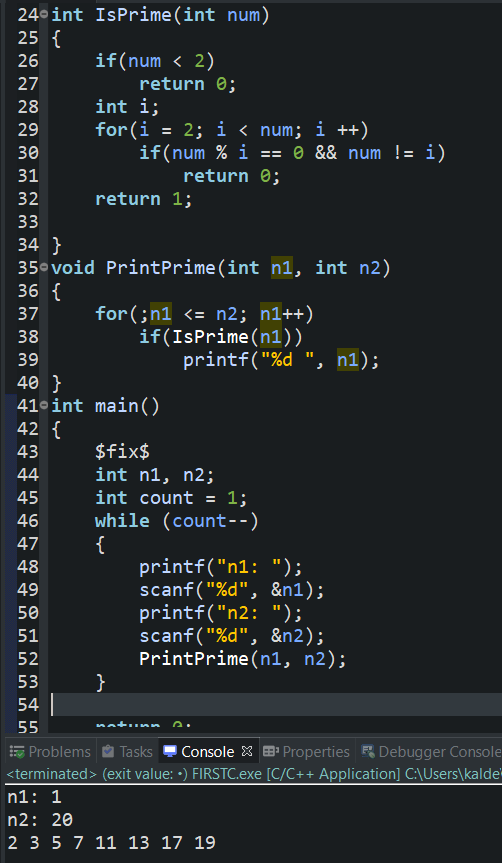 24 int IsPrime(int num)
25 {
26     if(num < 2)
27         return 0;
28     int i;
29     for(i = 2; i < num; i ++)
30         if(num % i == 0 && num != i)
31             return 0;
32     return 1;
33
34 }
35 void PrintPrime(int n1, int n2)
36 {
37     for(;n1 <= n2; n1++)
38         if(IsPrime(n1))
39             printf("%d ", n1);
40 }
41 int main()
42 {
43     $fix$
44     int n1, n2;
45     int count = 1;
46     while (count--)
47     {
48         printf("n1: ");
49         scanf("%d", &n1);
50         printf("n2: ");
51         scanf("%d", &n2);
52         PrintPrime(n1, n2);
53     }
54
55     return 0;
Problems Tasks Console Properties Debugger Console
<terminated> (exit value: •) FIRSTC.exe [C/C++ Application] C:\Users\kalde
n1: 1
n2: 20
2 3 5 7 11 13 17 19